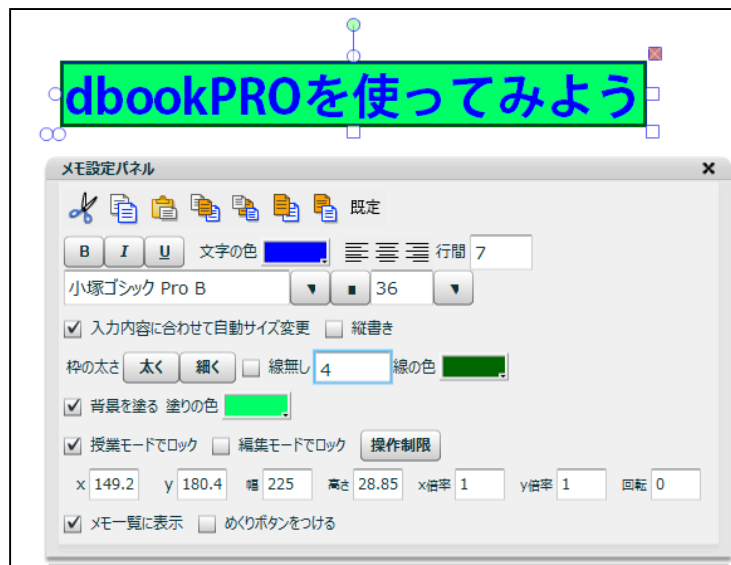 dbookPROを使ってみよう
メモ設定パネル
既定
B I U 文字の色 行間 7
小塚ゴシック Pro B 36
入力内容に合わせて自動サイズ変更 縦書き
枠の太さ 太く 細く 線無し 4 線の色
背景を塗る 塗りの色
授業モードでロック 編集モードでロック 操作制限
x 149.2 y 180.4 幅 225 高さ 28.85 x倍率 1 y倍率 1 回転 0
メモ一覧に表示 めくりボタンをつける